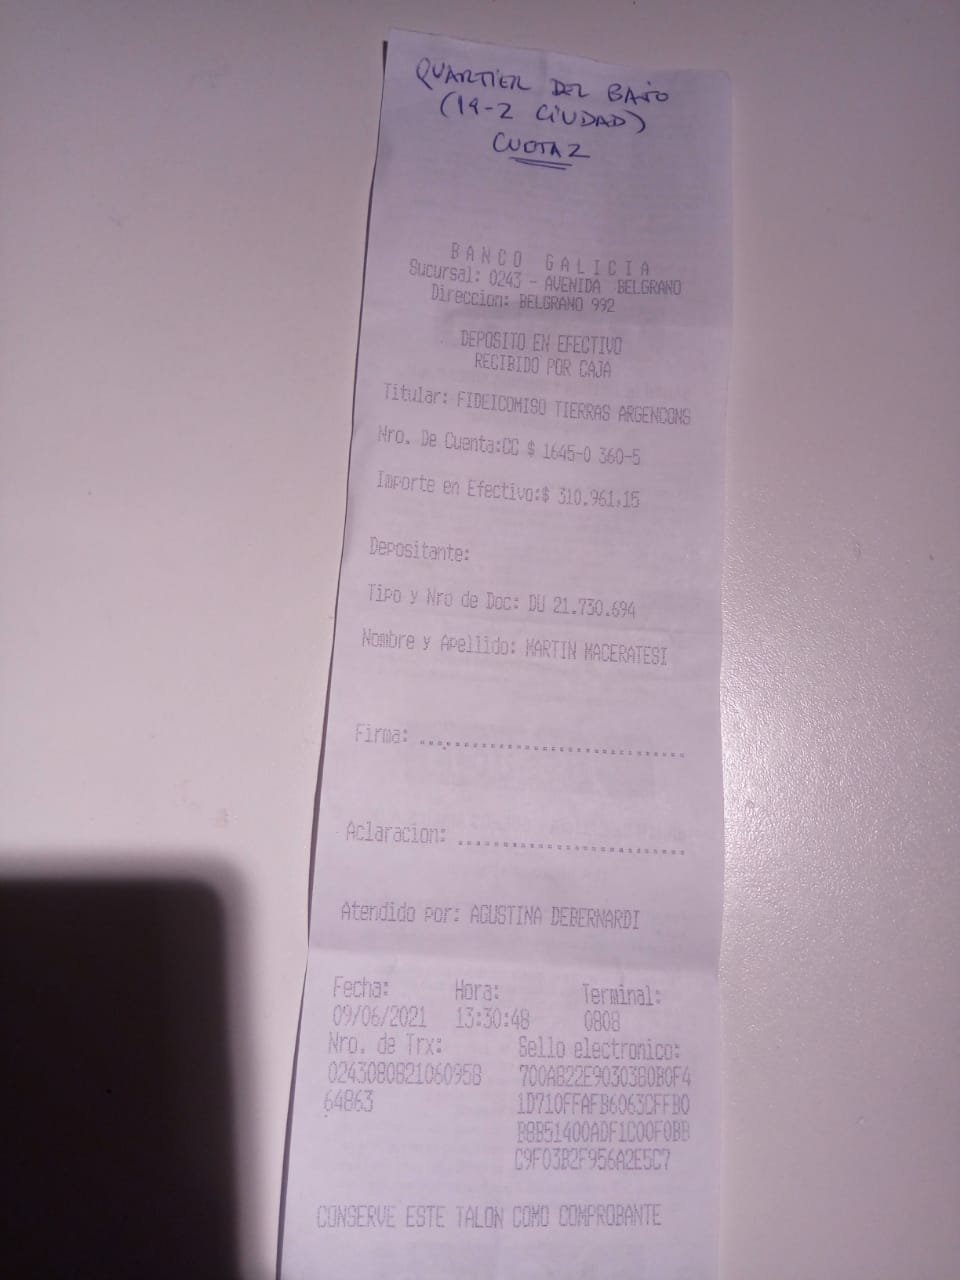 QUARTIER DEL BAJO
(19-2 CIUDAD)
CUOTA 2
BANCO GALICIA
Sucursal: 0243 - AVENIDA BELGRANO
Direccion: BELGRANO 992
DEPOSITO EN EFECTIVO
RECIBIDO POR CAJA
Titular: FIDEICOMISO TIERRAS ARGENCONS
Nro. De Cuenta:CC $ 1645-0 360-5
Importe en Efectivo:$ 310.961,15
Depositante:
Tipo y Nro de Doc: DU 21.730.694
Nombre y Apellido: MARTIN MACERATESI
Firma: ..............................
Aclaracion: ..........................
Atendido por: AGUSTINA DEBERNARDI
Fecha: Hora: Terminal:
09/06/2021 13:30:48 0808
Nro. de Trx: Sello electronico:
0243080821060958 700AB22E90303B0B0F4
64863 1D710FFAFB6063CFFB0
B8B51400ADF1C00F0BB
C9F03B2F956A2E5C7
CONSERVE ESTE TALON COMO COMPROBANTE